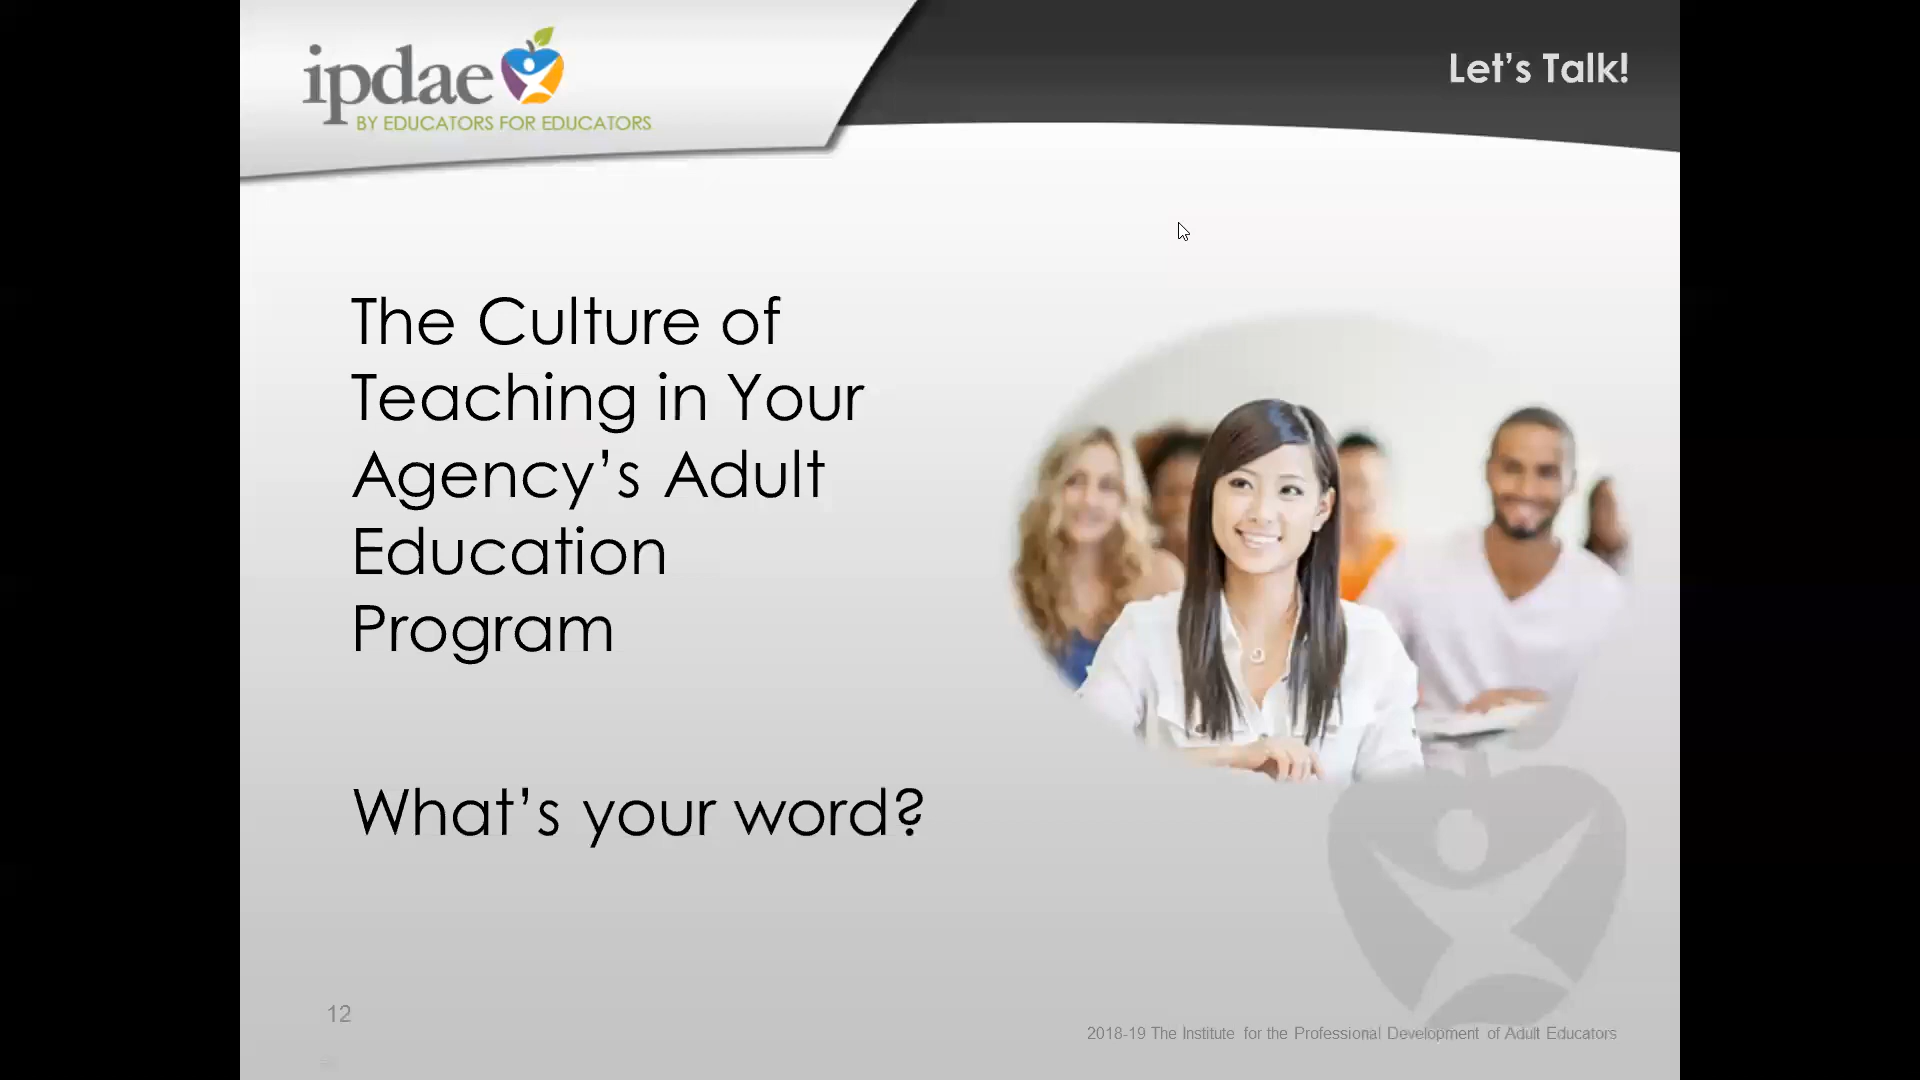 ipdae
BY EDUCATORS FOR EDUCATORS
Let's Talk!
The Culture of
Teaching in Your
Agency's Adult
Education
Program
What's your word?
12
2018-19 The Institute for the Professional Development of Adult Educators